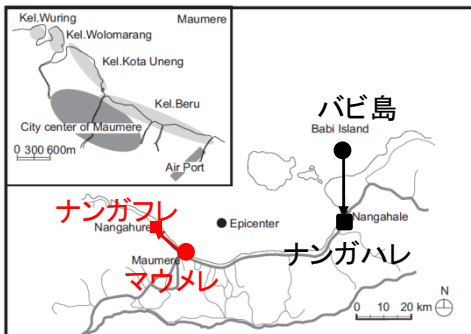 Maumere
Kel.Wuring
Kel.Wolomarang
Kel.Kota Uneng
Kel.Beru
City center of Maumere
0 300 600m
Air Port
バビ島
Babi Island
ナンガフレ
Nangahure
Epicenter
Nangahale
ナンガハレ
Maumere
マウメレ
N
0 10 20 km